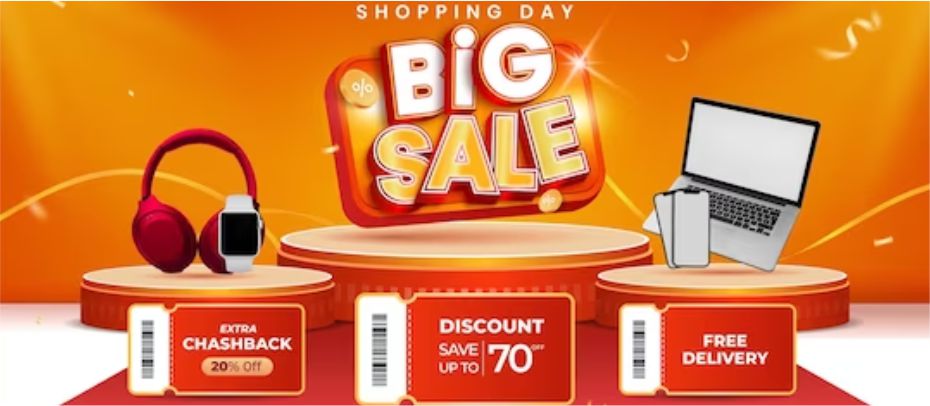 SHOPPING DAY
BiG
SALE
%
%
EXTRA
CHASHBACK
20% Off
DISCOUNT
SAVE
UP TO
70 OFF
FREE
DELIVERY